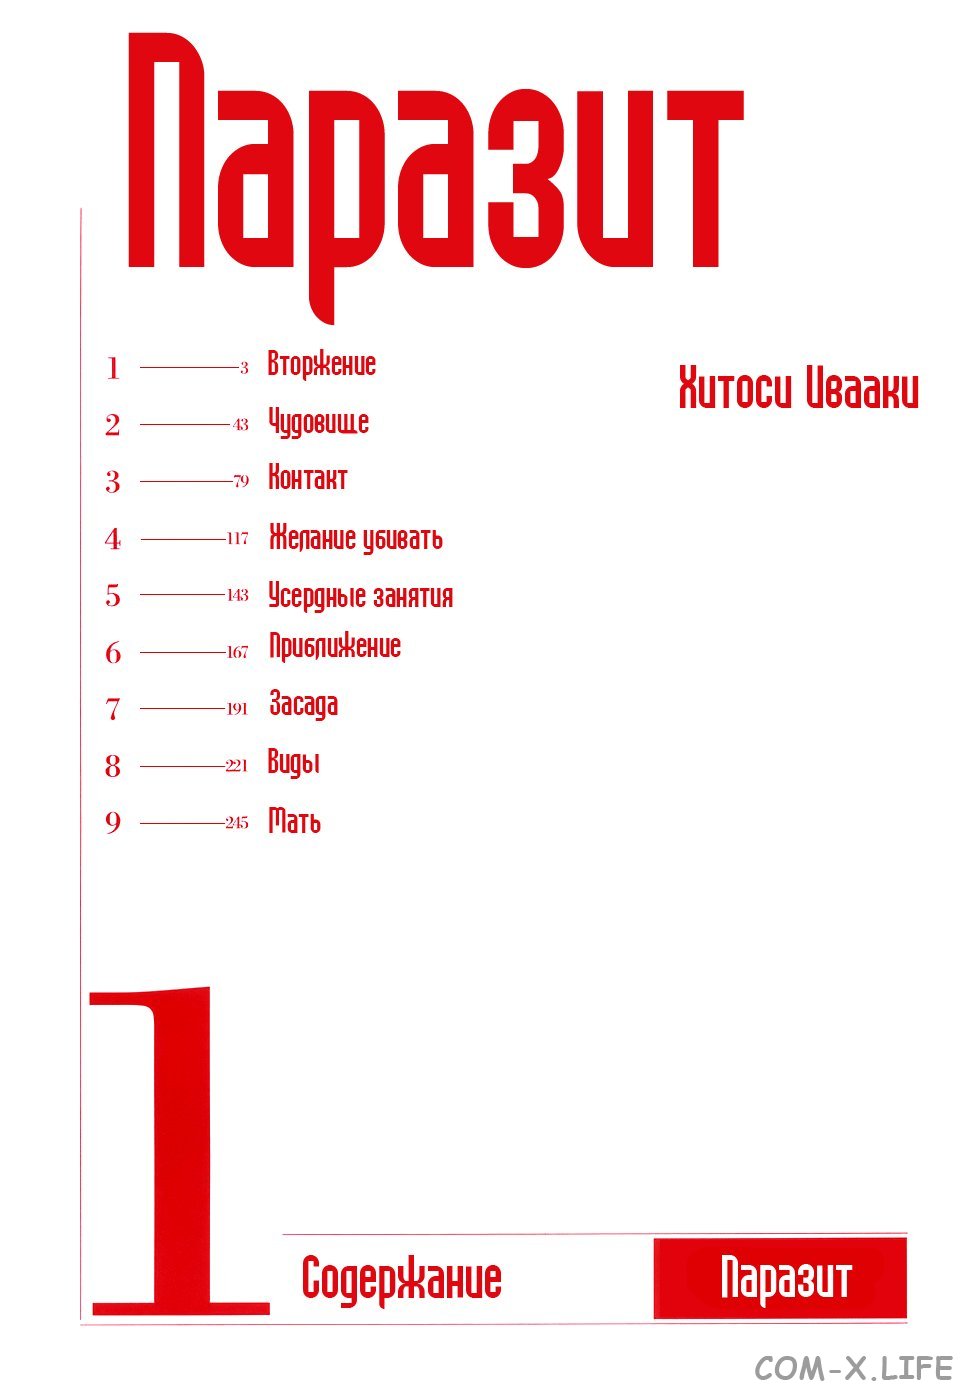 Паразит
Хитоси Ивааки
1 3 Вторжение
2 43 Чудовище
3 79 Контакт
4 117 Желание убивать
5 143 Усердные занятия
6 167 Приближение
7 191 Засада
8 221 Виды
9 245 Мать
1
Содержание
Паразит
COM-X.LIFE